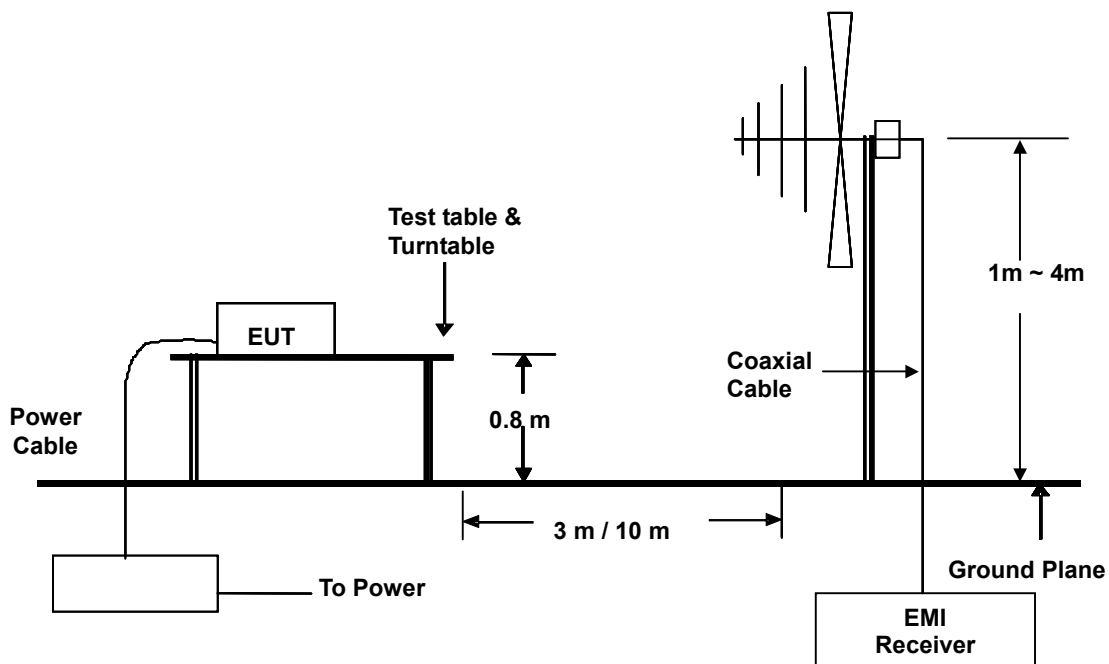 Test table &
Turntable
1m ~ 4m
EUT
Coaxial
Cable
0.8 m
Power
Cable
3 m / 10 m
Ground Plane
To Power
EMI
Receiver